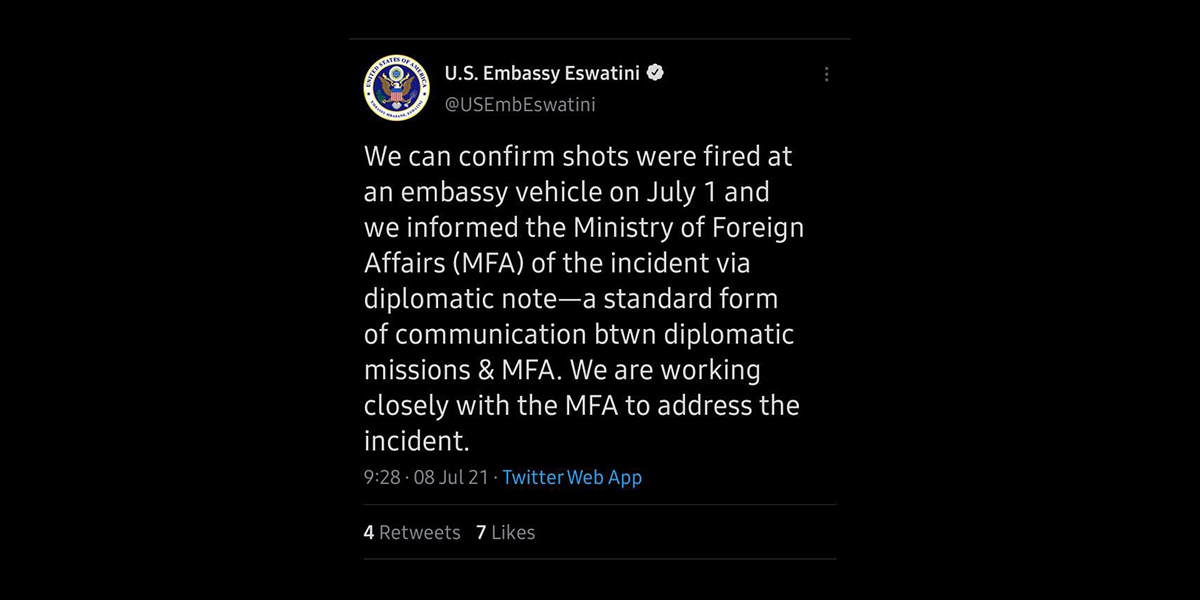 U.S. Embassy Eswatini
@USEmbEswatini
We can confirm shots were fired at
an embassy vehicle on July 1 and
we informed the Ministry of Foreign
Affairs (MFA) of the incident via
diplomatic note—a standard form
of communication btwn diplomatic
missions & MFA. We are working
closely with the MFA to address the
incident.
9:28 · 08 Jul 21 · Twitter Web App
4 Retweets 7 Likes